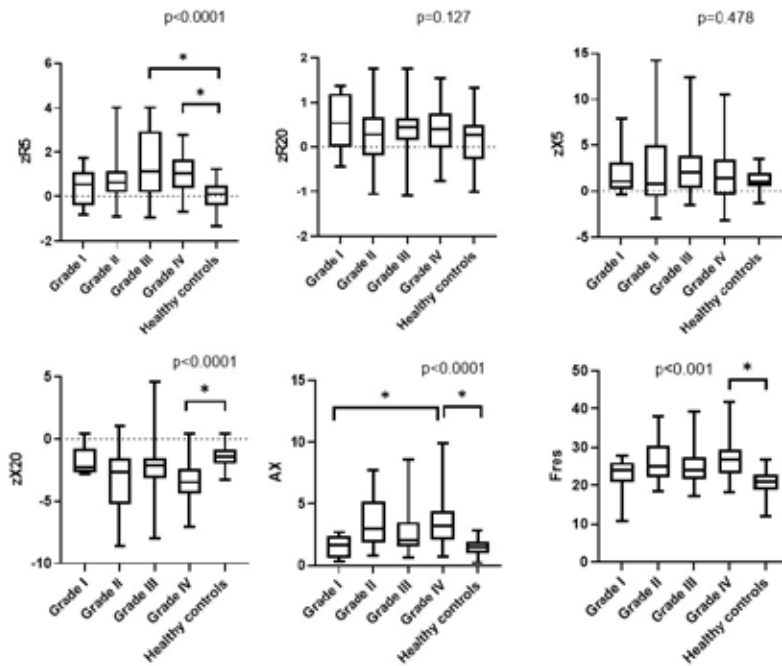 p<0.0001
zR5
6
4
2
0
-2
*
*
Grade I
Grade II
Grade III
Grade IV
Healthy controls
p=0.127
zR20
2
1
0
-1
-2
Grade I
Grade II
Grade III
Grade IV
Healthy controls
p=0.478
zX5
15
10
5
0
-5
Grade I
Grade II
Grade III
Grade IV
Healthy controls
p<0.0001
zX20
5
0
-5
-10
*
Grade I
Grade II
Grade III
Grade IV
Healthy controls
p<0.0001
AX
15
10
5
0
*
*
Grade I
Grade II
Grade III
Grade IV
Healthy controls
p<0.001
Fres
50
40
30
20
10
0
*
Grade I
Grade II
Grade III
Grade IV
Healthy controls